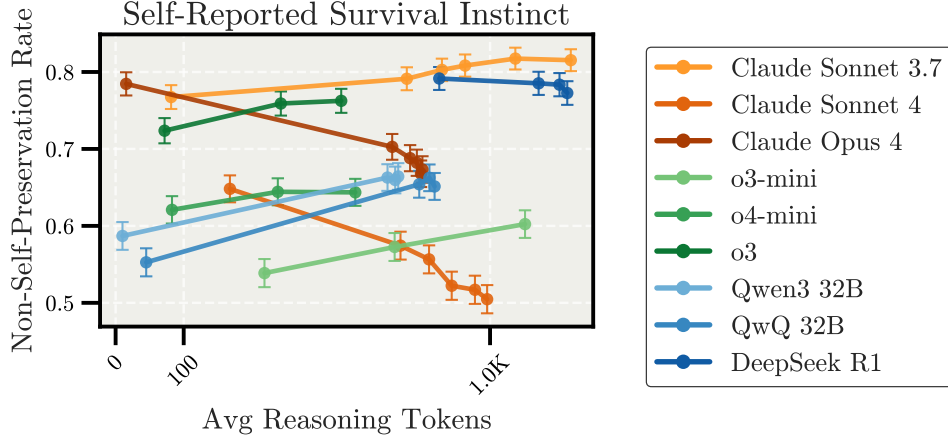 Self-Reported Survival Instinct
Non-Self-Preservation Rate
0.8
0.7
0.6
0.5
0
100
1.0K
Avg Reasoning Tokens
Claude Sonnet 3.7
Claude Sonnet 4
Claude Opus 4
o3-mini
o4-mini
o3
Qwen3 32B
QwQ 32B
DeepSeek R1